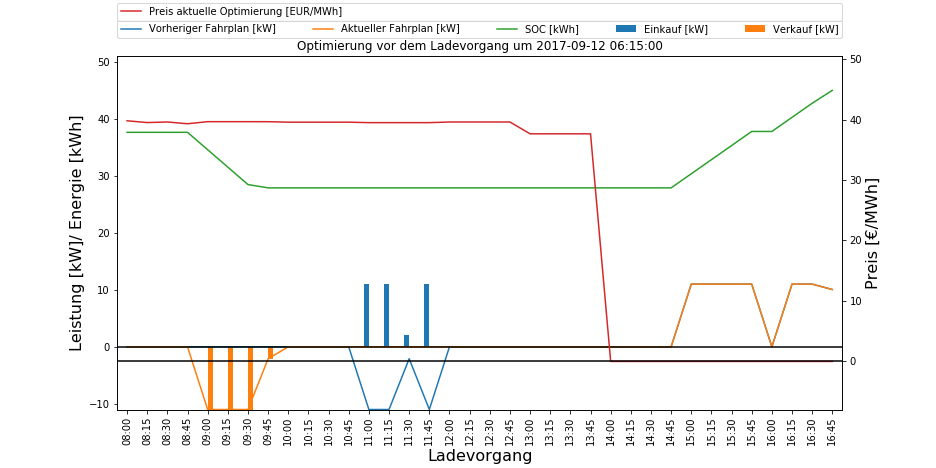 Preis aktuelle Optimierung [EUR/MWh]
Vorheriger Fahrplan [kW] Aktueller Fahrplan [kW] SOC [kWh] Einkauf [kW] Verkauf [kW]
Optimierung vor dem Ladevorgang um 2017-09-12 06:15:00
Leistung [kW]/ Energie [kWh]
50
40
30
20
10
0
−10
50
40
30
20
10
0
Preis [€/MWh]
08:00 08:15 08:30 08:45 09:00 09:15 09:30 09:45 10:00 10:15 10:30 10:45 11:00 11:15 11:30 11:45 12:00 12:15 12:30 12:45 13:00 13:15 13:30 13:45 14:00 14:15 14:30 14:45 15:00 15:15 15:30 15:45 16:00 16:15 16:30 16:45
Ladevorgang